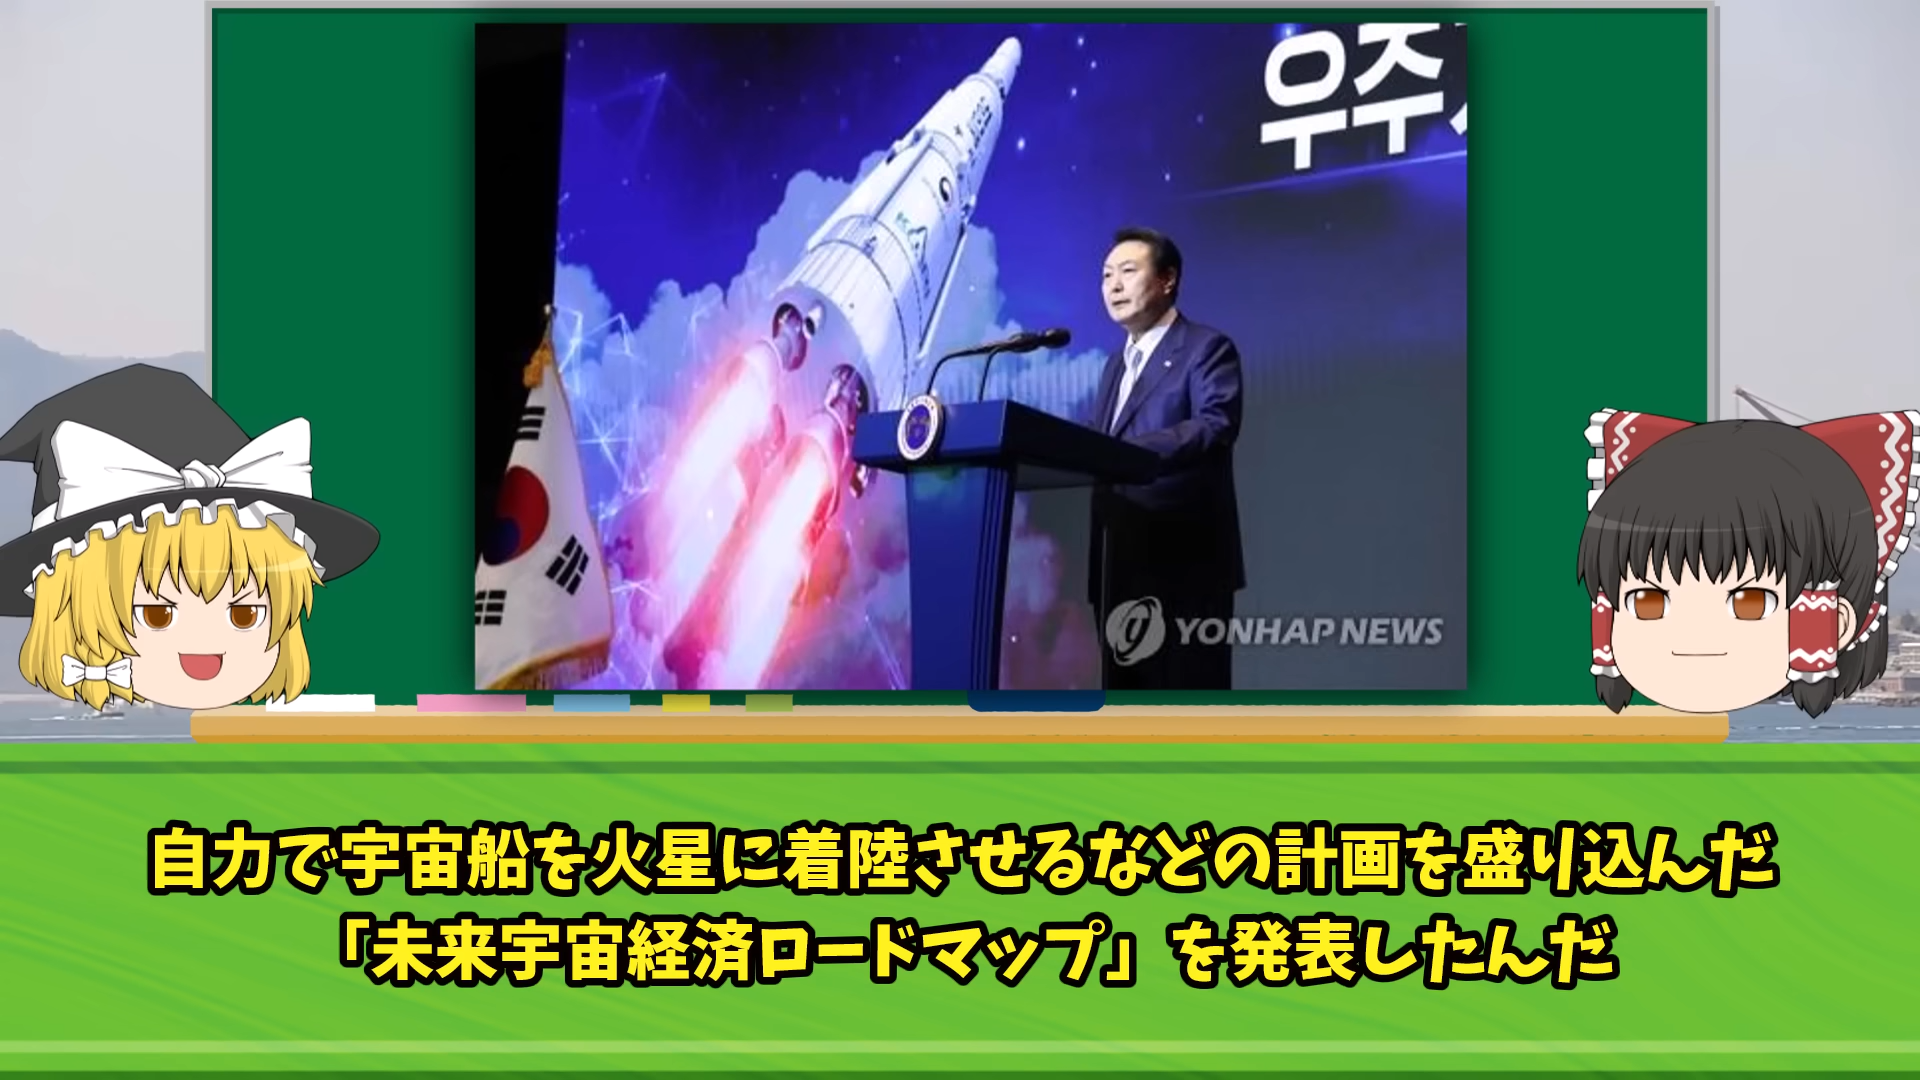 우주
YONHAP NEWS
自力で宇宙船を火星に着陸させるなどの計画を盛り込んだ
「未来宇宙経済ロードマップ」を発表したんだ